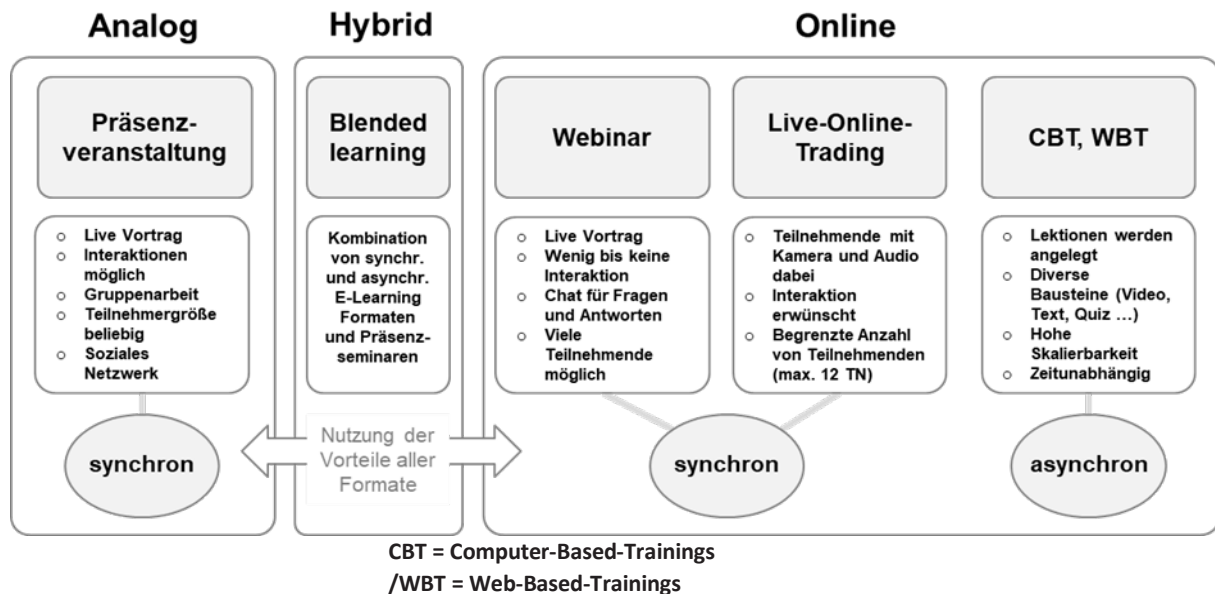 Analog
Hybrid
Online
Präsenz-
veranstaltung
Blended
learning
Webinar
Live-Online-
Trading
CBT, WBT
o Live Vortrag
o Interaktionen
möglich
o Gruppenarbeit
o Teilnehmergröße
beliebig
o Soziales
Netzwerk
Kombination
von synchr.
und asynchr.
E-Learning
Formaten
und Präsenz-
seminaren
o Live Vortrag
o Wenig bis keine
Interaktion
o Chat für Fragen
und Antworten
o Viele
Teilnehmende
möglich
o Teilnehmende mit
Kamera und Audio
dabei
o Interaktion
erwünscht
o Begrenzte Anzahl
von Teilnehmenden
(max. 12 TN)
o Lektionen werden
angelegt
o Diverse
Bausteine (Video,
Text, Quiz ...)
o Hohe
Skalierbarkeit
o Zeitunabhängig
synchron
Nutzung der
Vorteile aller
Formate
synchron
asynchron
CBT = Computer-Based-Trainings
/WBT = Web-Based-Trainings